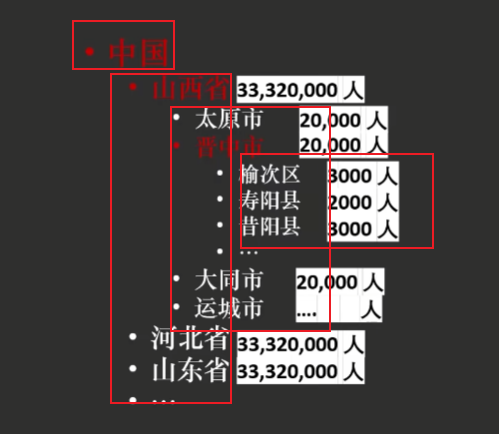 • 中国
• 山西省 33,320,000 人
• 太原市 20,000 人
• 晋中市 20,000 人
• 榆次区 3000 人
• 寿阳县 2000 人
• 昔阳县 3000 人
• …
• 大同市 20,000 人
• 运城市 .... 人
• 河北省 33,320,000 人
• 山东省 33,320,000 人
• …